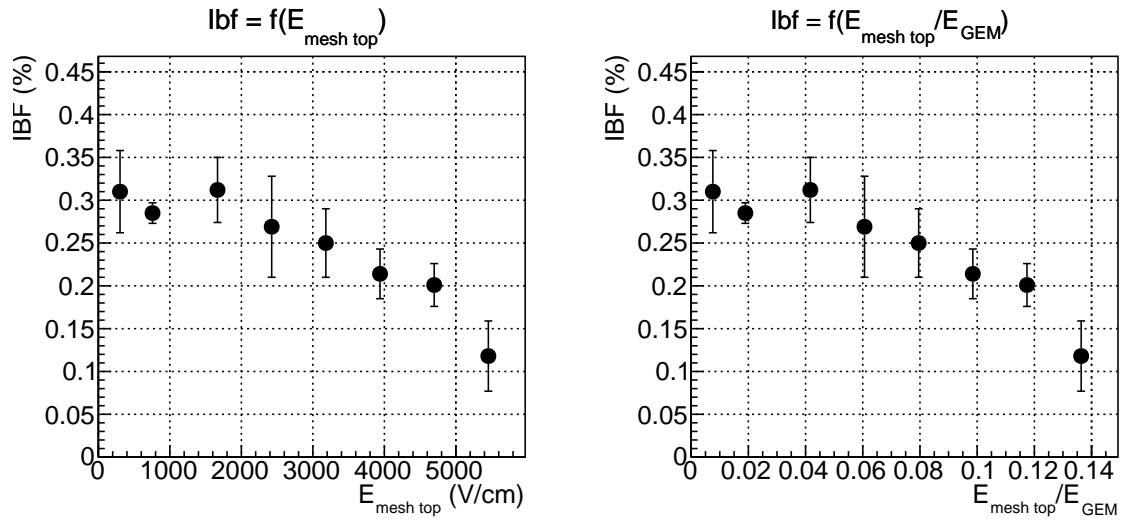 Ibf = f(E_mesh top)
IBF (%)
0.45
0.4
0.35
0.3
0.25
0.2
0.15
0.1
0.05
0
0 1000 2000 3000 4000 5000
E_mesh top (V/cm)
Ibf = f(E_mesh top/E_GEM)
IBF (%)
0.45
0.4
0.35
0.3
0.25
0.2
0.15
0.1
0.05
0
0 0.02 0.04 0.06 0.08 0.1 0.12 0.14
E_mesh top/E_GEM